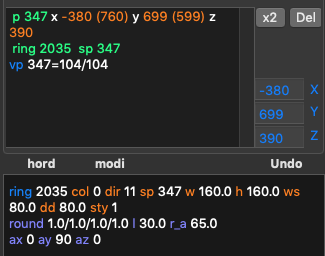 p 347 x -380 (760) y 699 (599) z
390
ring 2035 sp 347
vp 347=104/104
x2 Del
-380 X
699 Y
390 Z
hord modi Undo
ring 2035 col 0 dir 11 sp 347 w 160.0 h 160.0 ws
80.0 dd 80.0 sty 1
round 1.0/1.0/1.0/1.0 l 30.0 r_a 65.0
ax 0 ay 90 az 0